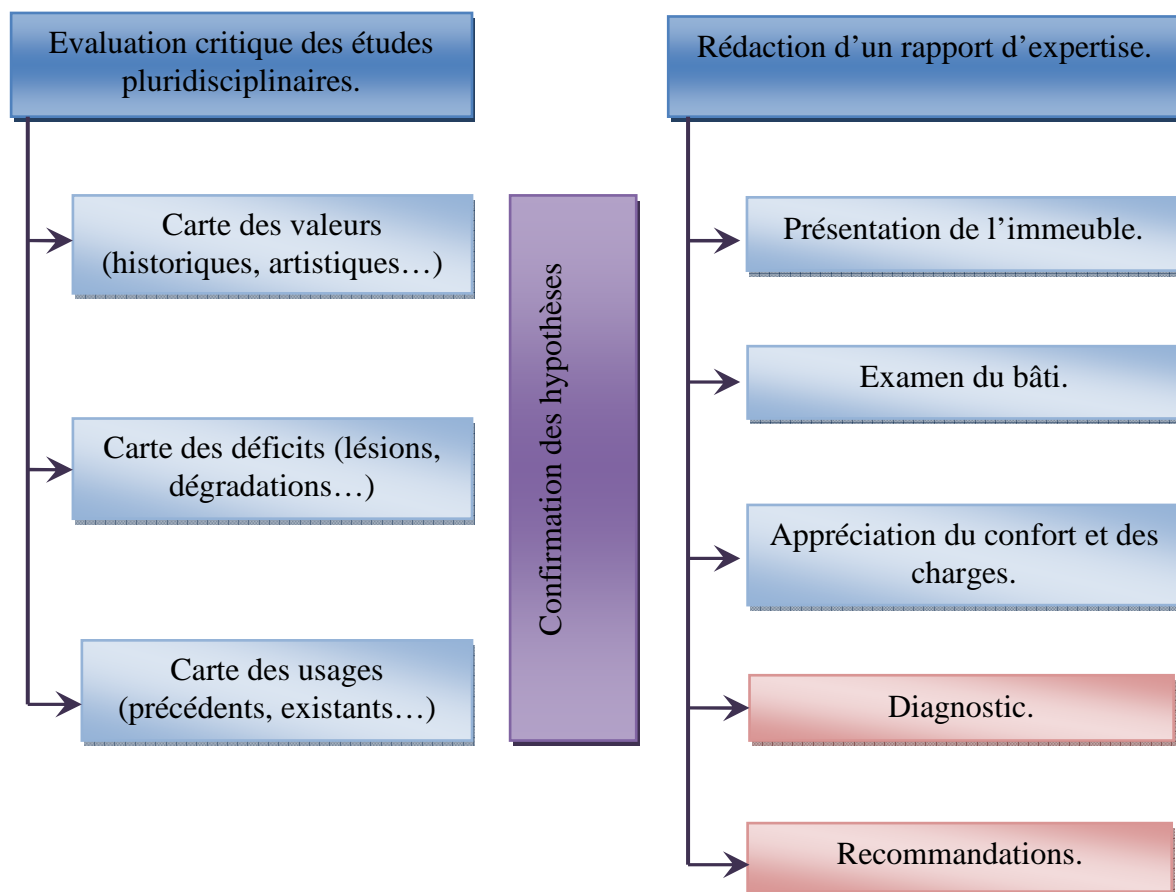 Evaluation critique des études
pluridisciplinaires.
Carte des valeurs
(historiques, artistiques…)
Carte des déficits (lésions,
dégradations…)
Carte des usages
(précédents, existants…)
Confirmation des hypothèses
Rédaction d’un rapport d’expertise.
Présentation de l’immeuble.
Examen du bâti.
Appréciation du confort et des
charges.
Diagnostic.
Recommandations.